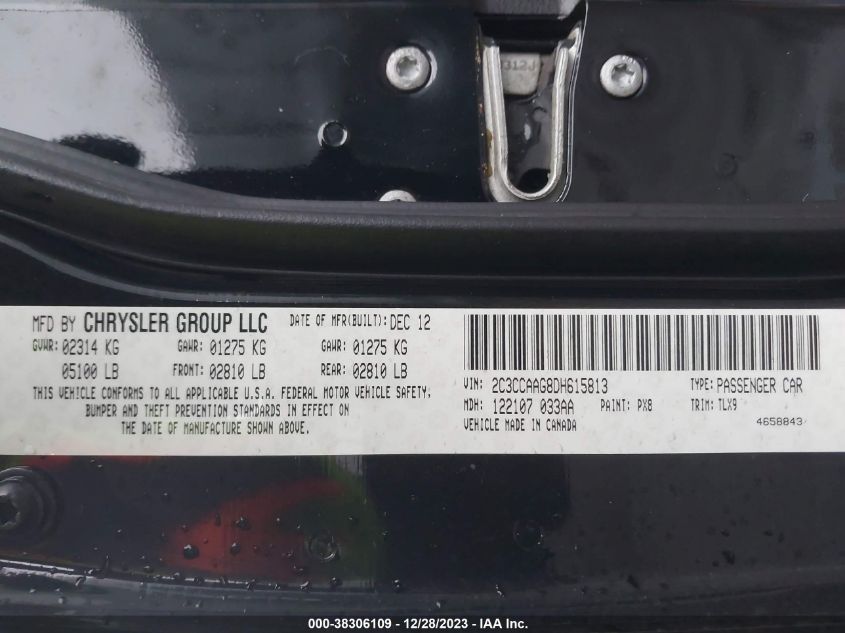 312J
MFD BY CHRYSLER GROUP LLC DATE OF MFR(BUILT): DEC 12
GVWR: 02314 KG GAWR: 01275 KG GAWR: 01275 KG
05100 LB FRONT: 02810 LB REAR: 02810 LB
THIS VEHICLE CONFORMS TO ALL APPLICABLE U.S.A. FEDERAL MOTOR VEHICLE SAFETY,
BUMPER AND THEFT PREVENTION STANDARDS IN EFFECT ON
THE DATE OF MANUFACTURE SHOWN ABOVE.
VIN: 2C3CCAAG8DH615813 TYPE: PASSENGER CAR
MDH: 122107 033AA PAINT: PX8 TRIM: TLX9
VEHICLE MADE IN CANADA 4658843
000-38306109 - 12/28/2023 - IAA Inc.